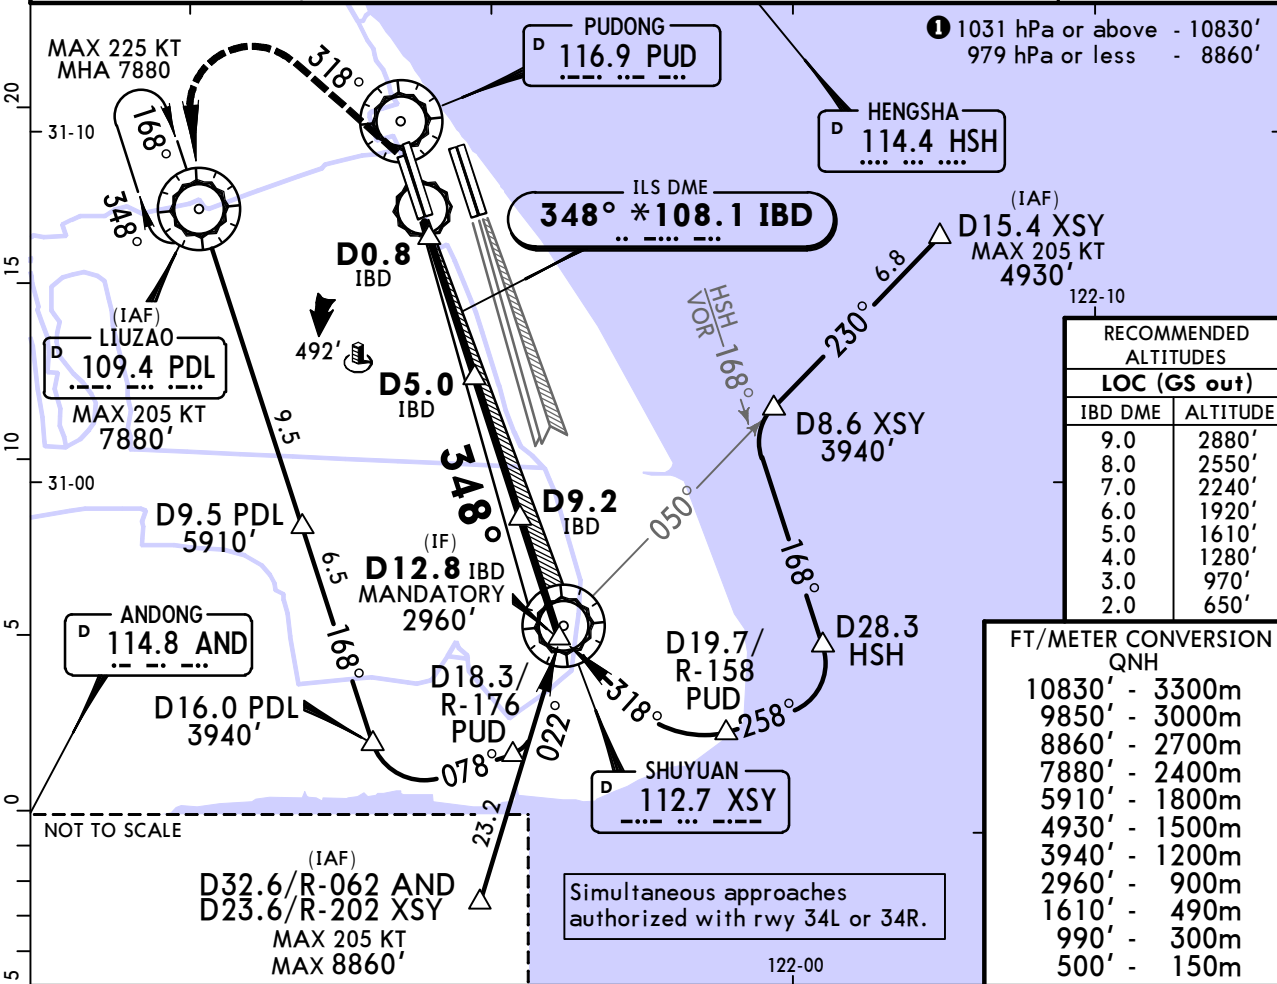 MAX 225 KT
MHA 7880
318°
PUDONG
D 116.9 PUD
❶ 1031 hPa or above - 10830'
979 hPa or less - 8860'
20
31-10
168°
348°
HENGSHA
D 114.4 HSH
ILS DME
348° *108.1 IBD
(IAF)
D15.4 XSY
MAX 205 KT
4930'
6.8
230°
122-10
D0.8
IBD
15
(IAF)
LIUZAO
D 109.4 PDL
MAX 205 KT
7880'
492'
D5.0
IBD
HSH
VOR
168°
D8.6 XSY
3940'
RECOMMENDED
ALTITUDES
LOC (GS out)
IBD DME ALTITUDE
9.0 2880'
8.0 2550'
7.0 2240'
6.0 1920'
5.0 1610'
4.0 1280'
3.0 970'
2.0 650'
9.5
10
31-00
348°
D9.5 PDL
5910'
D9.2
IBD
050°
6.5
(IF)
D12.8 IBD
MANDATORY
2960'
168°
ANDONG
D 114.8 AND
5
168°
D28.3
HSH
D19.7/
R-158
PUD
D18.3/
R-176
PUD
318°
258°
D16.0 PDL
3940'
078°
022°
SHUYUAN
D 112.7 XSY
FT/METER CONVERSION
QNH
10830' - 3300m
9850' - 3000m
8860' - 2700m
7880' - 2400m
5910' - 1800m
4930' - 1500m
3940' - 1200m
2960' - 900m
1610' - 490m
990' - 300m
500' - 150m
0
NOT TO SCALE
23.2
(IAF)
D32.6/R-062 AND
D23.6/R-202 XSY
MAX 205 KT
MAX 8860'
Simultaneous approaches
authorized with rwy 34L or 34R.
5
122-00